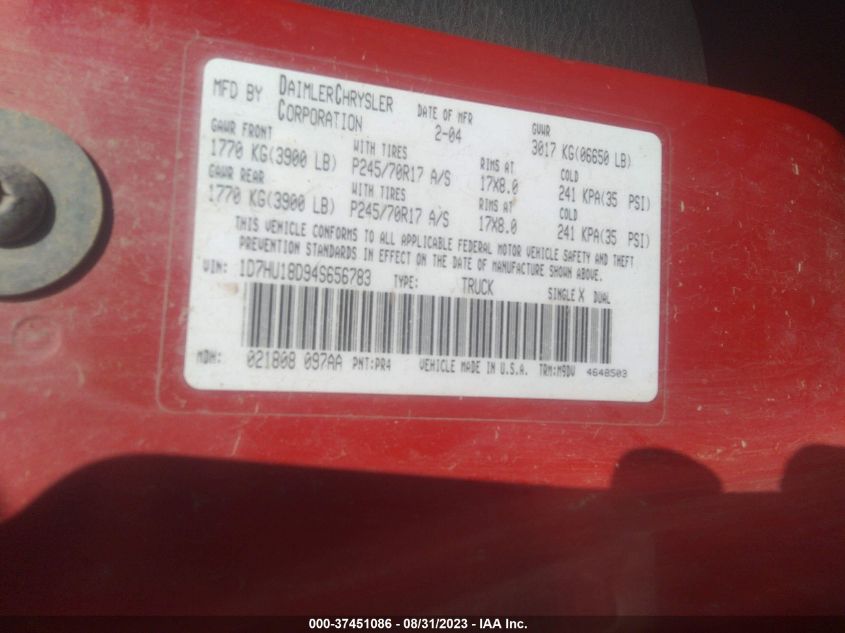 MFD BY DAIMLERCHRYSLER CORPORATION DATE OF MFR 2-04 GVWR 3017 KG(06650 LB)
GAWR FRONT WITH TIRES RIMS AT COLD
1770 KG(3900 LB) P245/70R17 A/S 17X8.0 241 KPA(35 PSI)
GAWR REAR WITH TIRES RIMS AT COLD
1770 KG(3900 LB) P245/70R17 A/S 17X8.0 241 KPA(35 PSI)
THIS VEHICLE CONFORMS TO ALL APPLICABLE FEDERAL MOTOR VEHICLE SAFETY AND THEFT
PREVENTION STANDARDS IN EFFECT ON THE DATE OF MANUFACTURE SHOWN ABOVE.
VIN: 1D7HU18D94S656783 TYPE: TRUCK SINGLE X DUAL
MDH: 021808 097AA PNT:PR4 VEHICLE MADE IN U.S.A. TRM:M9DV 4648503
000-37451086 - 08/31/2023 - IAA Inc.